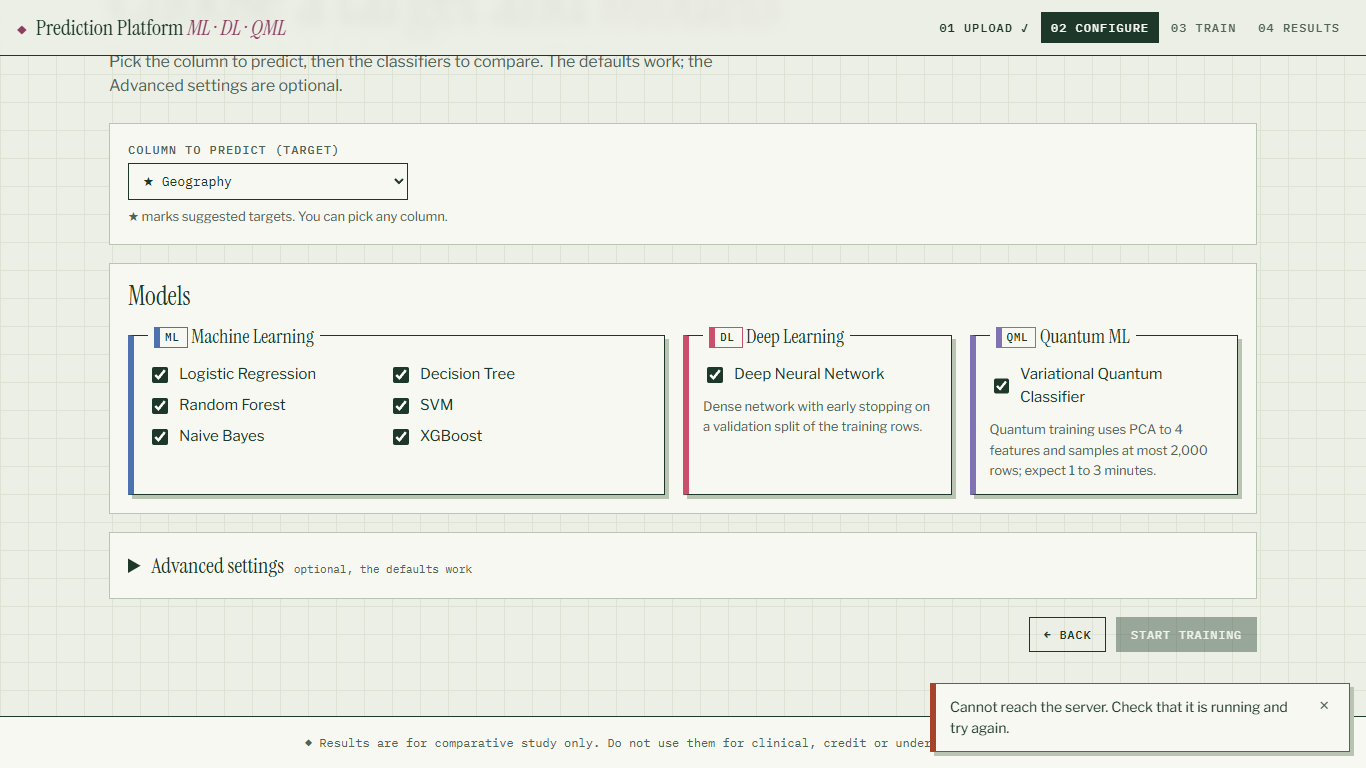 ◆ Prediction Platform ML · DL · QML
01 UPLOAD ✓ 02 CONFIGURE 03 TRAIN 04 RESULTS
Pick the column to predict, then the classifiers to compare. The defaults work; the
Advanced settings are optional.
COLUMN TO PREDICT (TARGET)
★ Geography
★ marks suggested targets. You can pick any column.
Models
ML Machine Learning
Logistic Regression
Decision Tree
Random Forest
SVM
Naive Bayes
XGBoost
DL Deep Learning
Deep Neural Network
Dense network with early stopping on
a validation split of the training rows.
QML Quantum ML
Variational Quantum
Classifier
Quantum training uses PCA to 4
features and samples at most 2,000
rows; expect 1 to 3 minutes.
▶ Advanced settings optional, the defaults work
← BACK
START TRAINING
Cannot reach the server. Check that it is running and
try again.
×
◆ Results are for comparative study only. Do not use them for clinical, credit or under